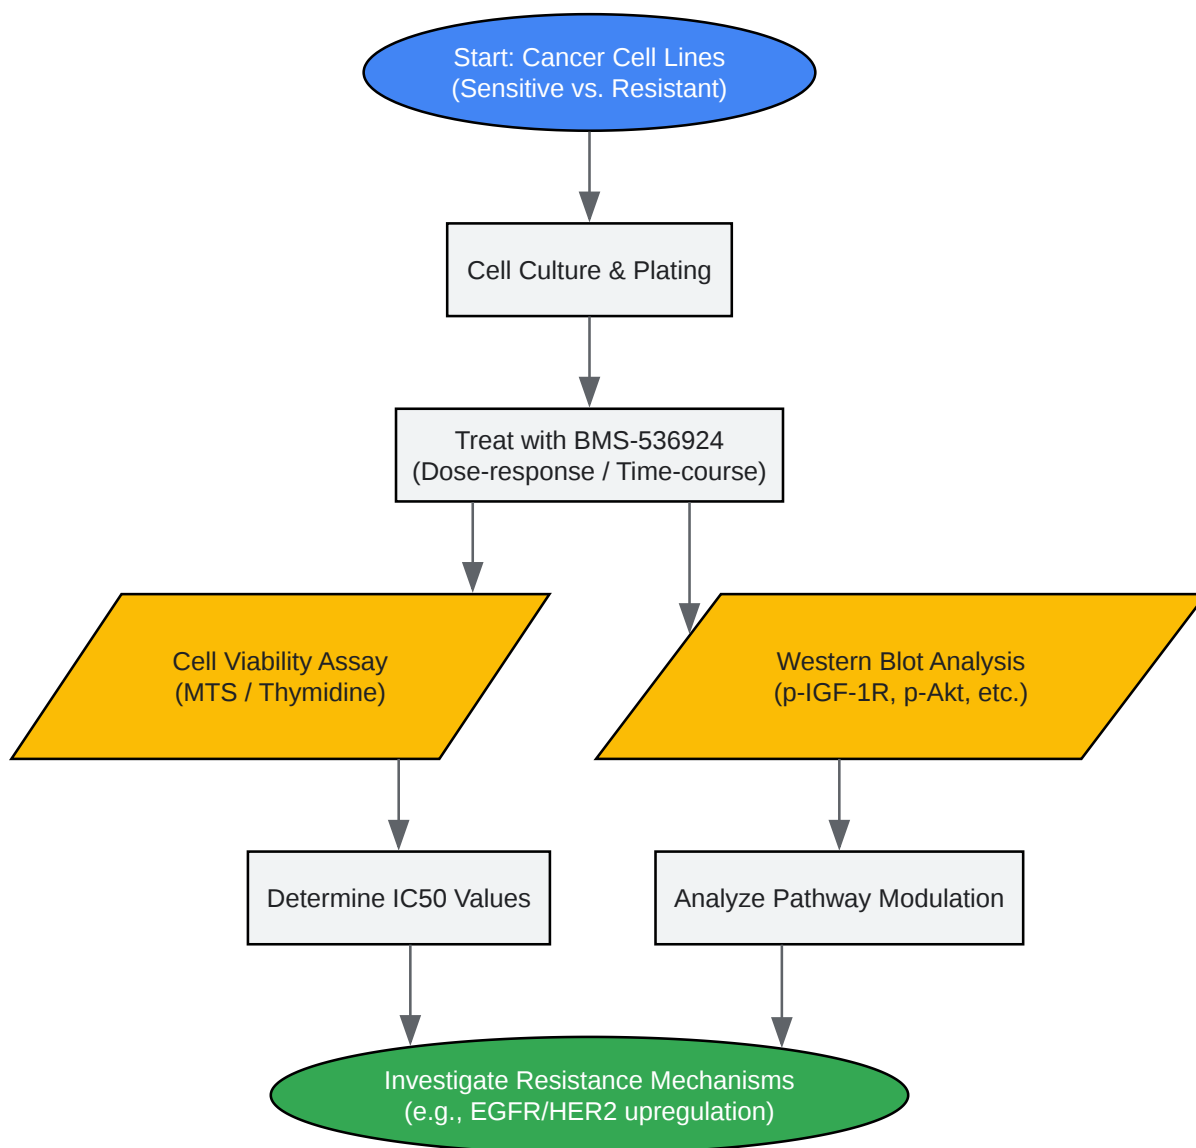 Start: Cancer Cell Lines
(Sensitive vs. Resistant)
Cell Culture & Plating
Treat with BMS-536924
(Dose-response / Time-course)
Cell Viability Assay
(MTS / Thymidine)
Western Blot Analysis
(p-IGF-1R, p-Akt, etc.)
Determine IC50 Values
Analyze Pathway Modulation
Investigate Resistance Mechanisms
(e.g., EGFR/HER2 upregulation)